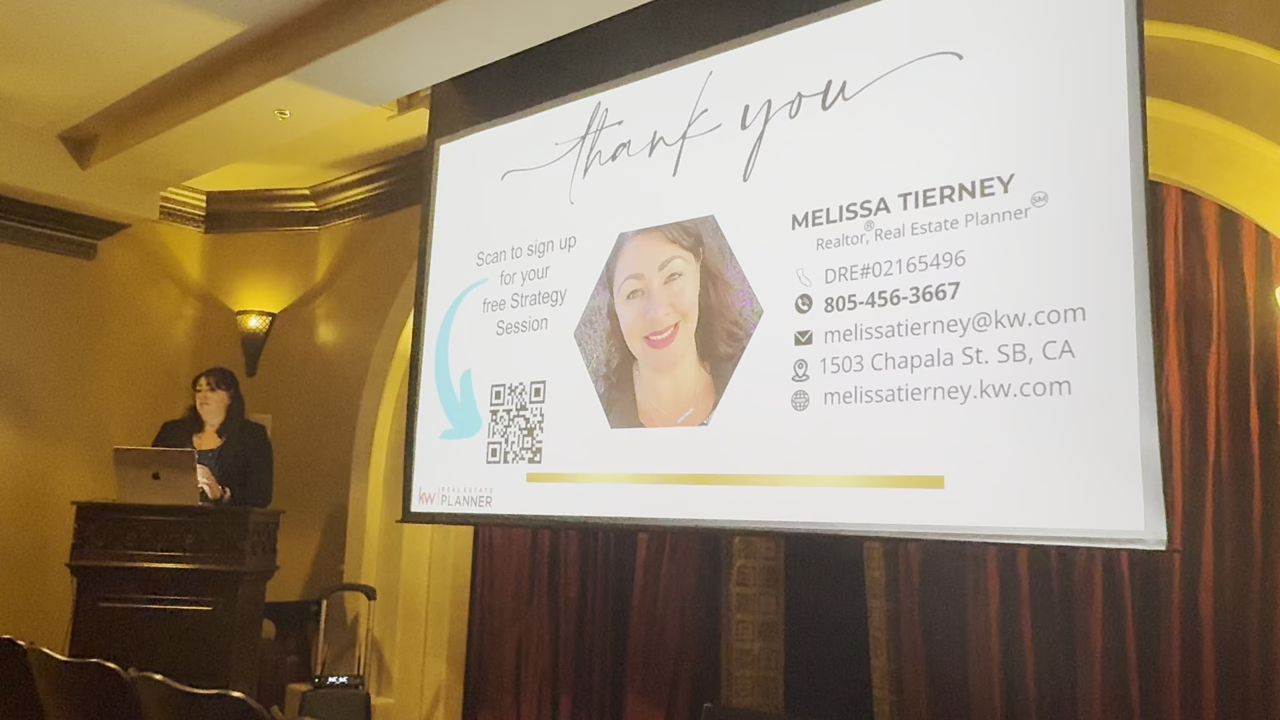 thank you
Scan to sign up
for your
free Strategy
Session
MELISSA TIERNEY
Realtor,® Real Estate Planner℠
DRE#02165496
805-456-3667
melissatierney@kw.com
1503 Chapala St. SB, CA
melissatierney.kw.com
kw REAL ESTATE
PLANNER